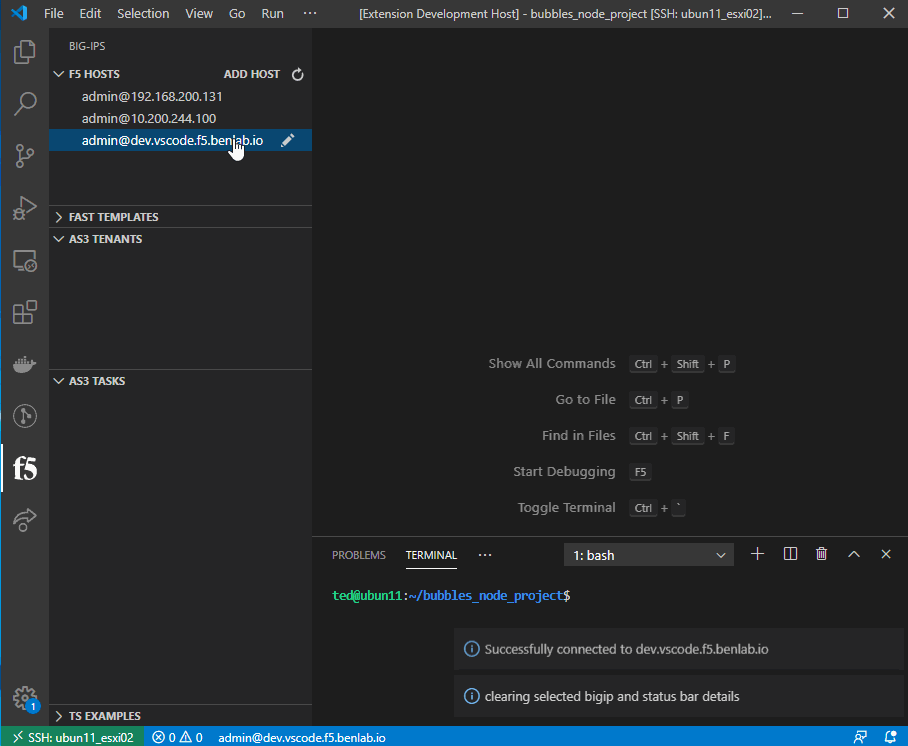 File Edit Selection View Go Run ··· [Extension Development Host] - bubbles_node_project [SSH: ubun11_esxi02]...
BIG-IPS
F5 HOSTS ADD HOST
admin@192.168.200.131
admin@10.200.244.100
admin@dev.vscode.f5.benlab.io
FAST TEMPLATES
AS3 TENANTS
Show All Commands Ctrl + Shift + P
AS3 TASKS
Go to File Ctrl + P
Find in Files Ctrl + Shift + F
f5
Start Debugging F5
Toggle Terminal Ctrl + `
PROBLEMS TERMINAL ··· 1: bash
ted@ubun11:~/bubbles_node_project$
Successfully connected to dev.vscode.f5.benlab.io
clearing selected bigip and status bar details
1
TS EXAMPLES
SSH: ubun11_esxi02 0 0 admin@dev.vscode.f5.benlab.io